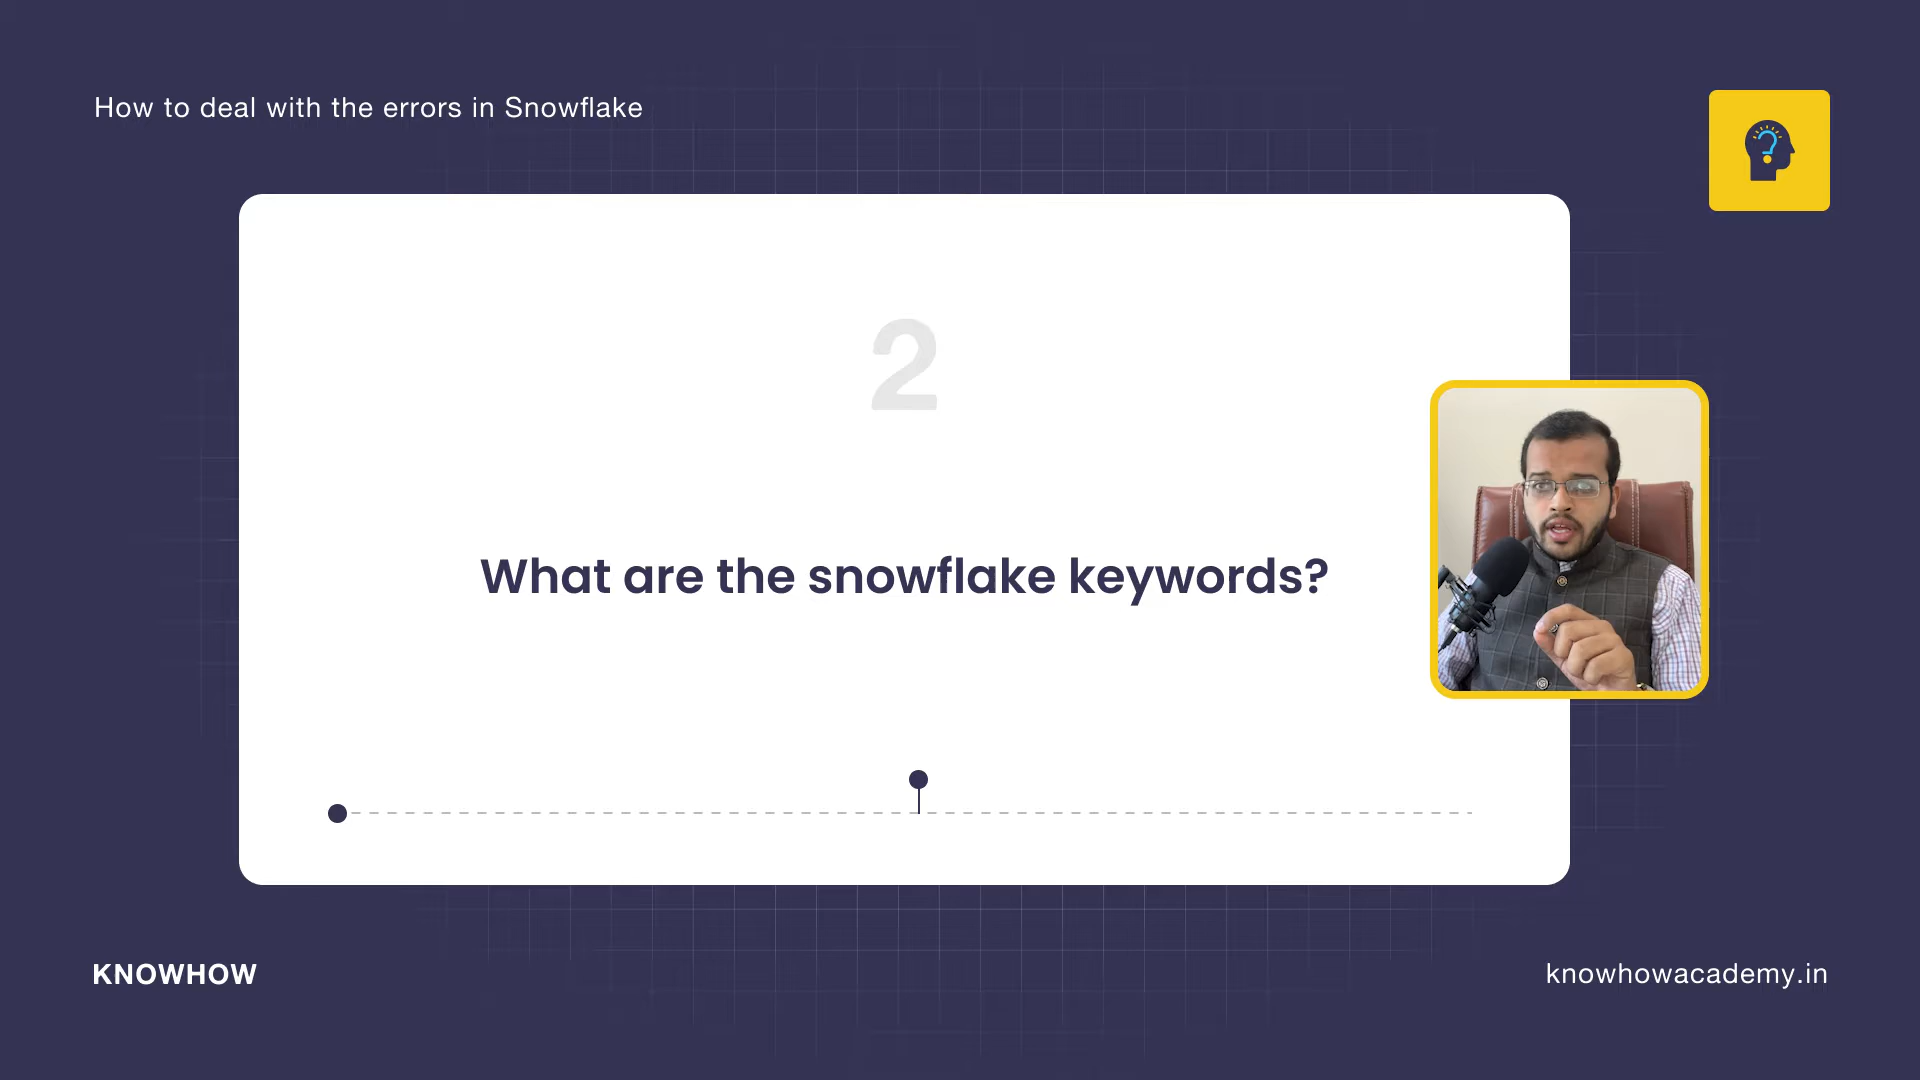 How to deal with the errors in Snowflake
2
What are the snowflake keywords?
KNOWHOW
knowhowacademy.in